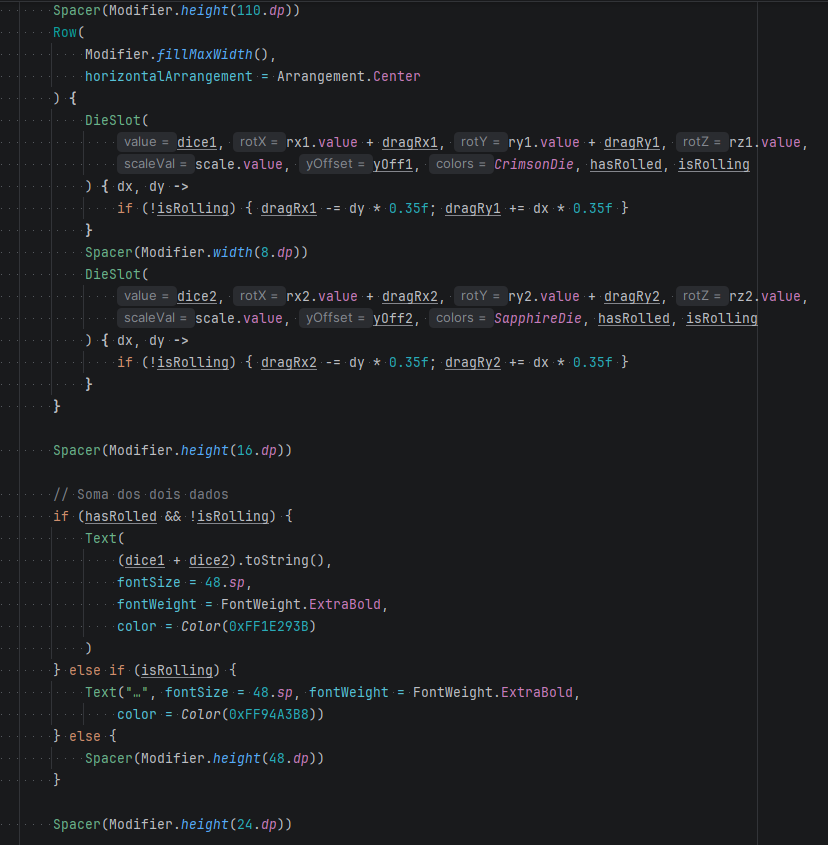 Spacer(Modifier.height(110.dp))
Row(
Modifier.fillMaxWidth(),
horizontalArrangement = Arrangement.Center
) {
DieSlot(
value = dice1, rotX = rx1.value + dragRx1, rotY = ry1.value + dragRy1, rotZ = rz1.value,
scaleVal = scale.value, yOffset = yOff1, colors = CrimsonDie, hasRolled, isRolling
) { dx, dy ->
if (!isRolling) { dragRx1 -= dy * 0.35f; dragRy1 += dx * 0.35f }
}
Spacer(Modifier.width(8.dp))
DieSlot(
value = dice2, rotX = rx2.value + dragRx2, rotY = ry2.value + dragRy2, rotZ = rz2.value,
scaleVal = scale.value, yOffset = yOff2, colors = SapphireDie, hasRolled, isRolling
) { dx, dy ->
if (!isRolling) { dragRx2 -= dy * 0.35f; dragRy2 += dx * 0.35f }
}
}
Spacer(Modifier.height(16.dp))
// Soma dos dois dados
if (hasRolled && !isRolling) {
Text(
(dice1 + dice2).toString(),
fontSize = 48.sp,
fontWeight = FontWeight.ExtraBold,
color = Color(0xFF1E293B)
)
} else if (isRolling) {
Text("…", fontSize = 48.sp, fontWeight = FontWeight.ExtraBold,
color = Color(0xFF94A3B8))
} else {
Spacer(Modifier.height(48.dp))
}
Spacer(Modifier.height(24.dp))